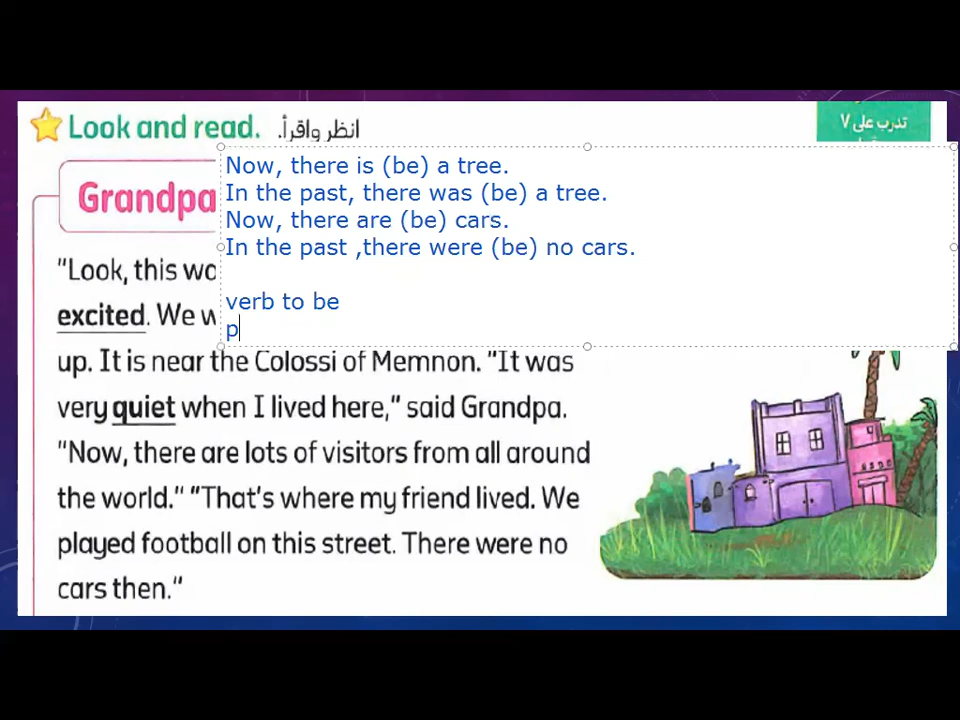 Look and read. انظر واقرأ.
تدرب على ٧
Grandpa
Now, there is (be) a tree.
In the past, there was (be) a tree.
Now, there are (be) cars.
In the past ,there were (be) no cars.
verb to be
p
"Look, this
excited. We
up. It is near the Colossi of Memnon. "It was
very quiet when I lived here," said Grandpa.
"Now, there are lots of visitors from all around
the world." "That's where my friend lived. We
played football on this street. There were no
cars then."